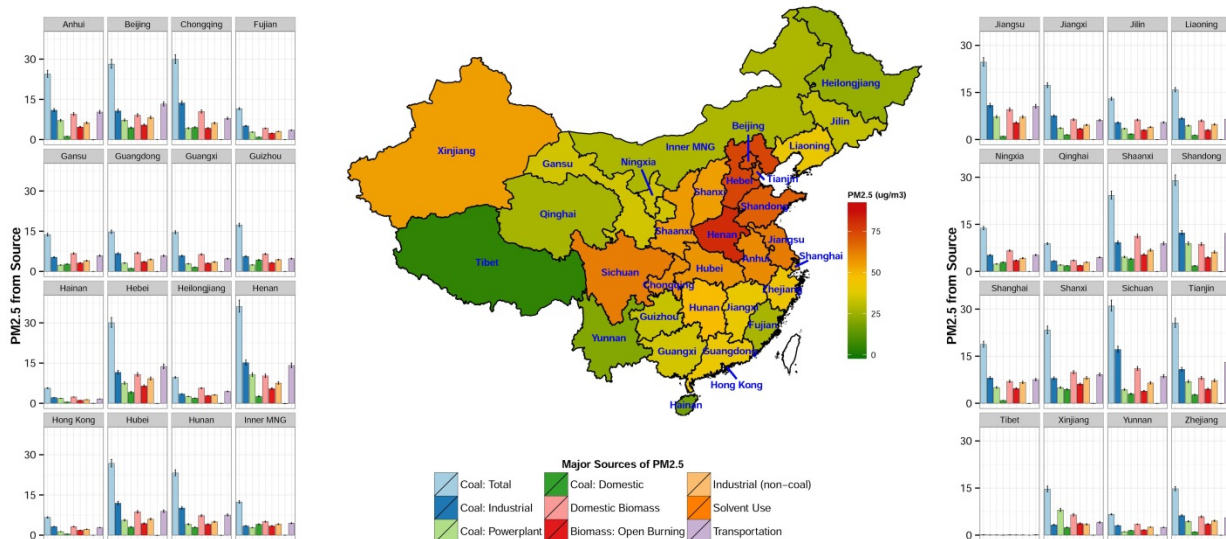 Anhui Beijing Chongqing Fujian
30
15
0
Gansu Guangdong Guangxi Guizhou
30
15
0
Hainan Hebei Heilongjiang Henan
30
15
0
Hong Kong Hubei Hunan Inner MNG
30
15
0
PM2.5 from Source
Heilongjiang
Jilin
Beijing
Liaoning
Inner MNG
Xinjiang
Gansu
Ningxia
Hebei
Tianjin
Shanxi
Shandong
Qinghai
Shaanxi
Henan
Jiangsu
Shanghai
Anhui
Tibet
Sichuan
Hubei
Chongqing
Zhejiang
Hunan
Jiangxi
Guizhou
Fujian
Yunnan
Guangxi
Guangdong
Hong Kong
Hainan
PM2.5 (ug/m3)
75
50
25
0
Major Sources of PM2.5
Coal: Total Coal: Domestic Industrial (non-coal)
Coal: Industrial Domestic Biomass Solvent Use
Coal: Powerplant Biomass: Open Burning Transportation
Jiangsu Jiangxi Jilin Liaoning
30
15
0
Ningxia Qinghai Shaanxi Shandong
30
15
0
Shanghai Shanxi Sichuan Tianjin
30
15
0
Tibet Xinjiang Yunnan Zhejiang
30
15
0
PM2.5 from Source